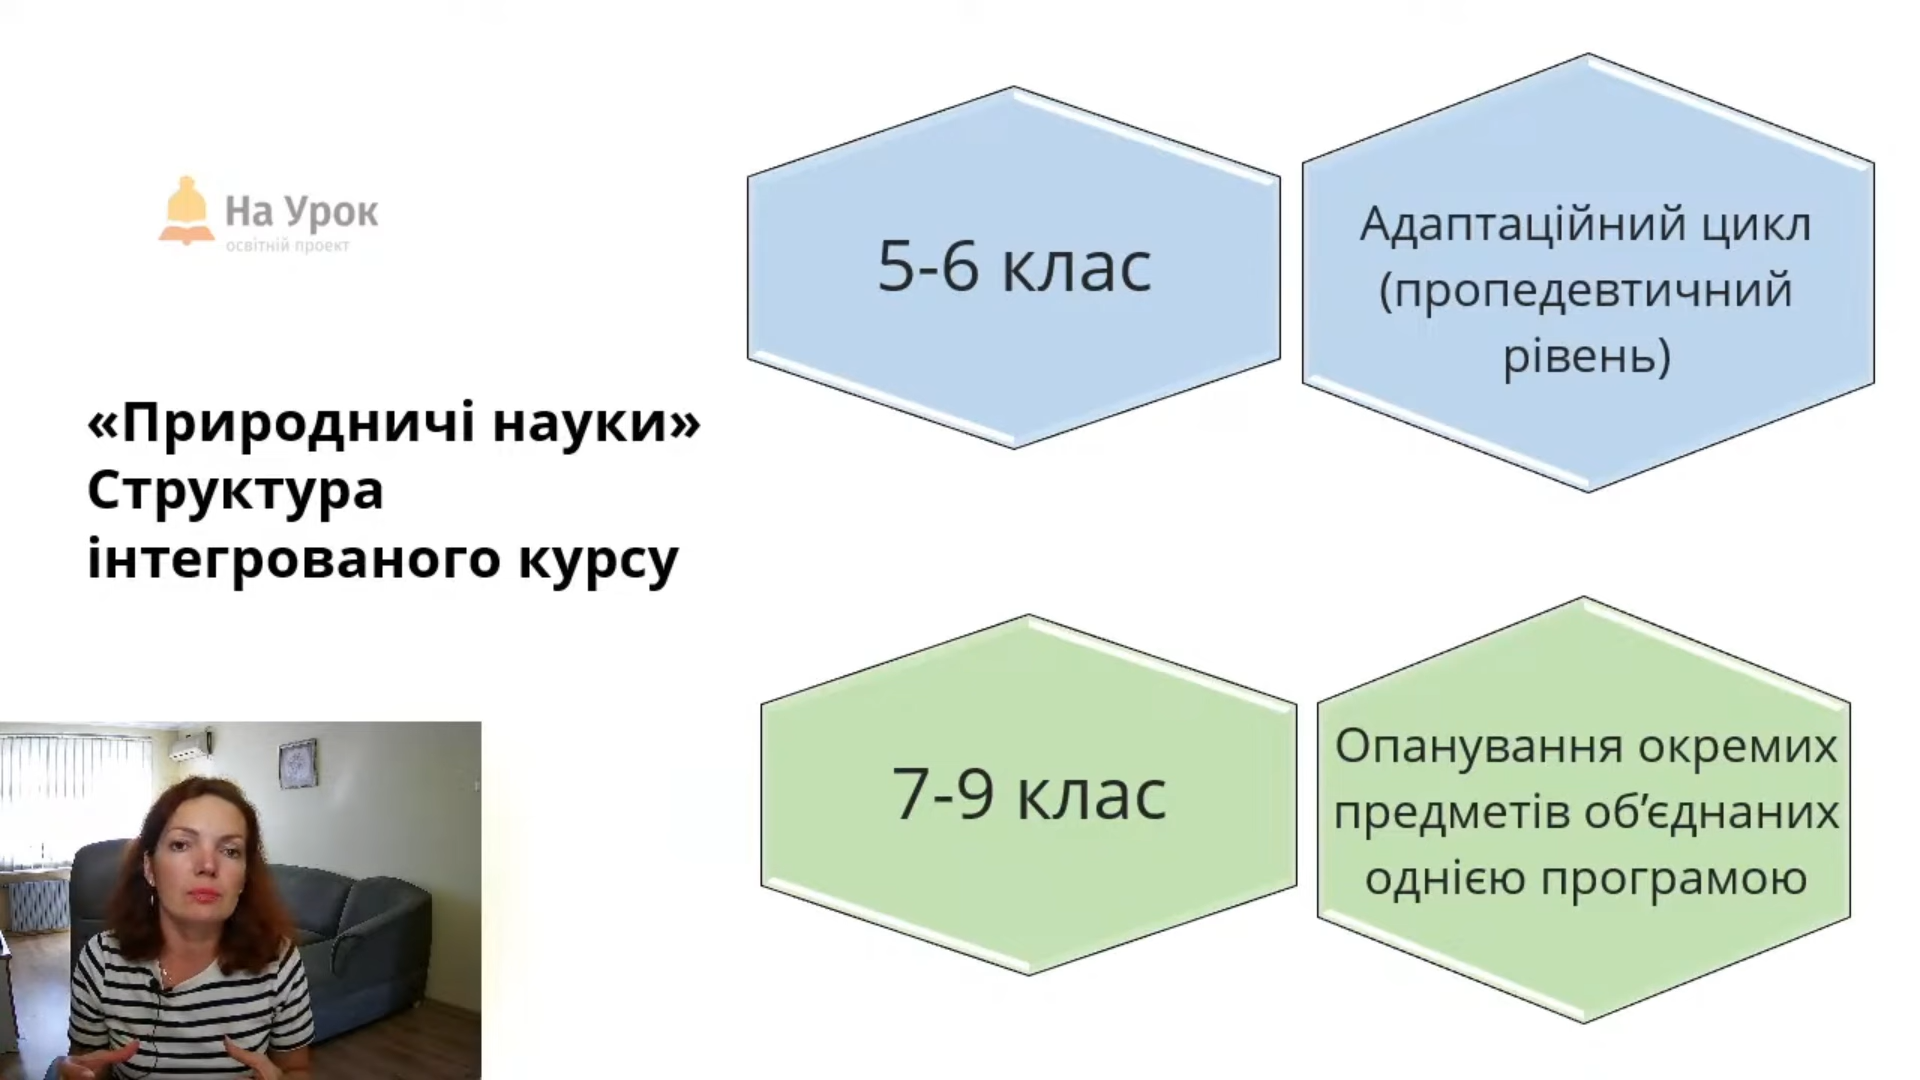 На Урок
освітній проект
«Природничі науки»
Структура
інтегрованого курсу
5-6 клас
Адаптаційний цикл
(пропедевтичний
рівень)
7-9 клас
Опанування окремих
предметів об’єднаних
однією програмою